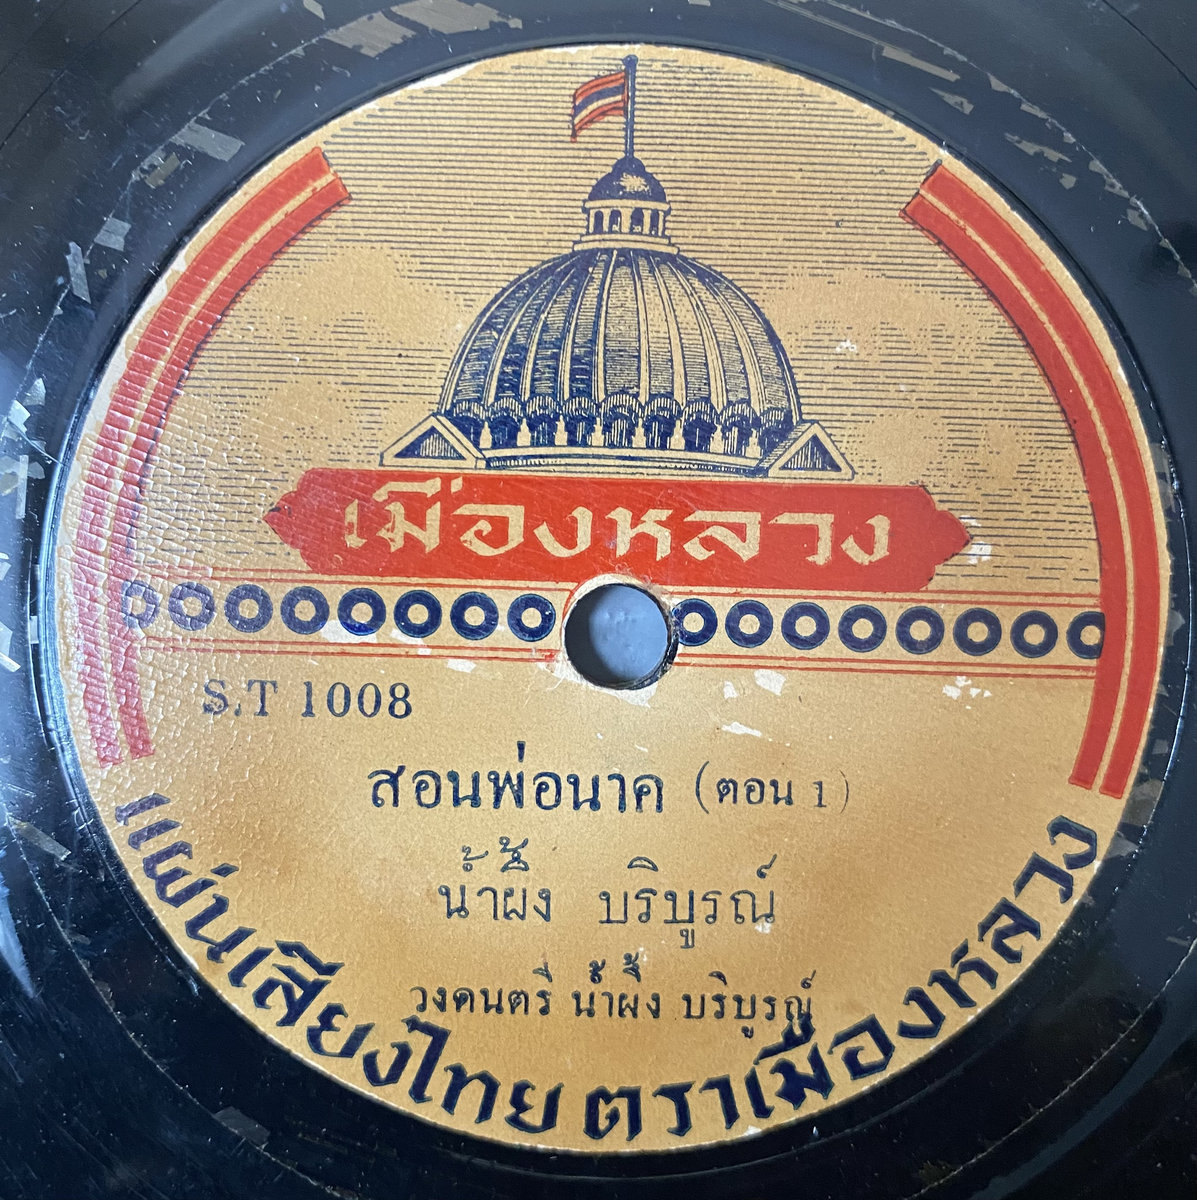 เมืองหลวง
S.T 1008
สอนพ่อนาค (ตอน 1)
น้ำผึ้ง บริบูรณ์
วงดนตรี น้ำผึ้ง บริบูรณ์
แผ่นเสียงไทย ตราเมืองหลวง